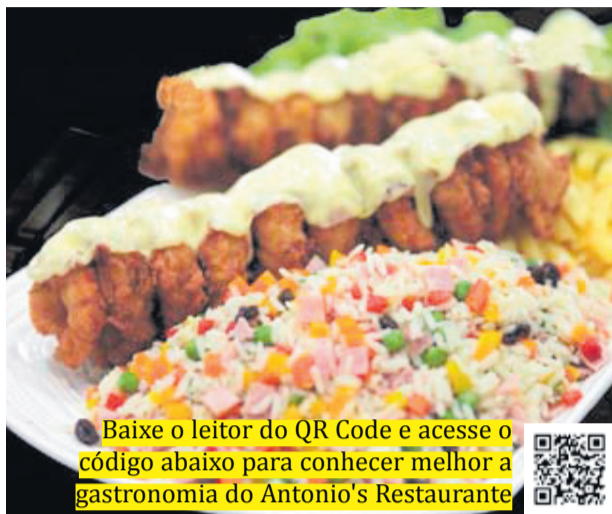 Baixe o leitor do QR Code e acesse o
código abaixo para conhecer melhor a
gastronomia do Antonio's Restaurante